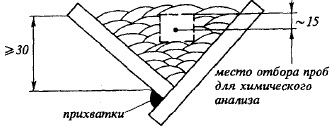 ~15
≥30
место отбора проб
для химического
анализа
прихватки